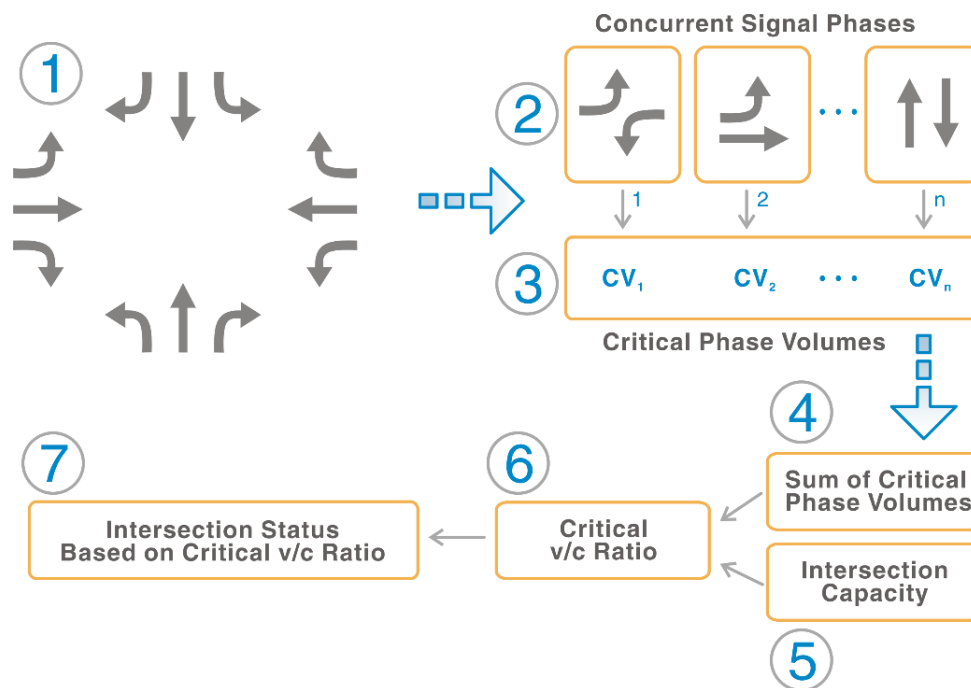 Concurrent Signal Phases
1
2
• • •
1
2
n
3
CV1
CV2
• • •
CVn
Critical Phase Volumes
4
7
6
Sum of Critical
Phase Volumes
Intersection Status
Based on Critical v/c Ratio
Critical
v/c Ratio
Intersection
Capacity
5